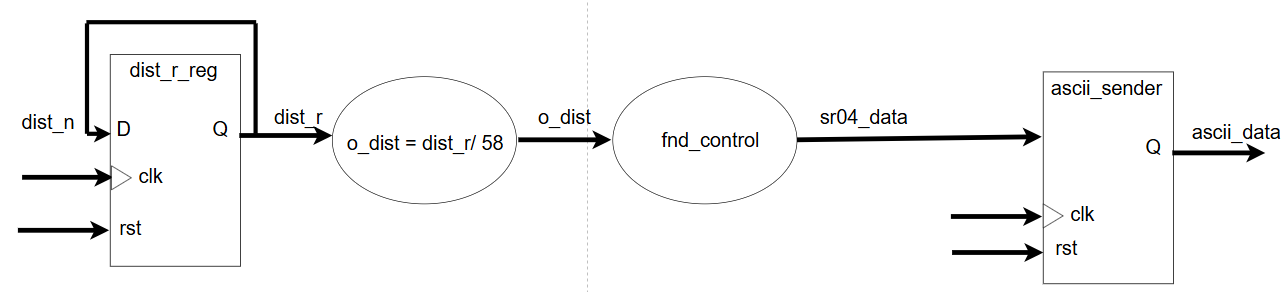 dist_r_reg
dist_n
D
Q
clk
rst
dist_r
o_dist = dist_r/ 58
o_dist
fnd_control
sr04_data
ascii_sender
Q
clk
rst
ascii_data